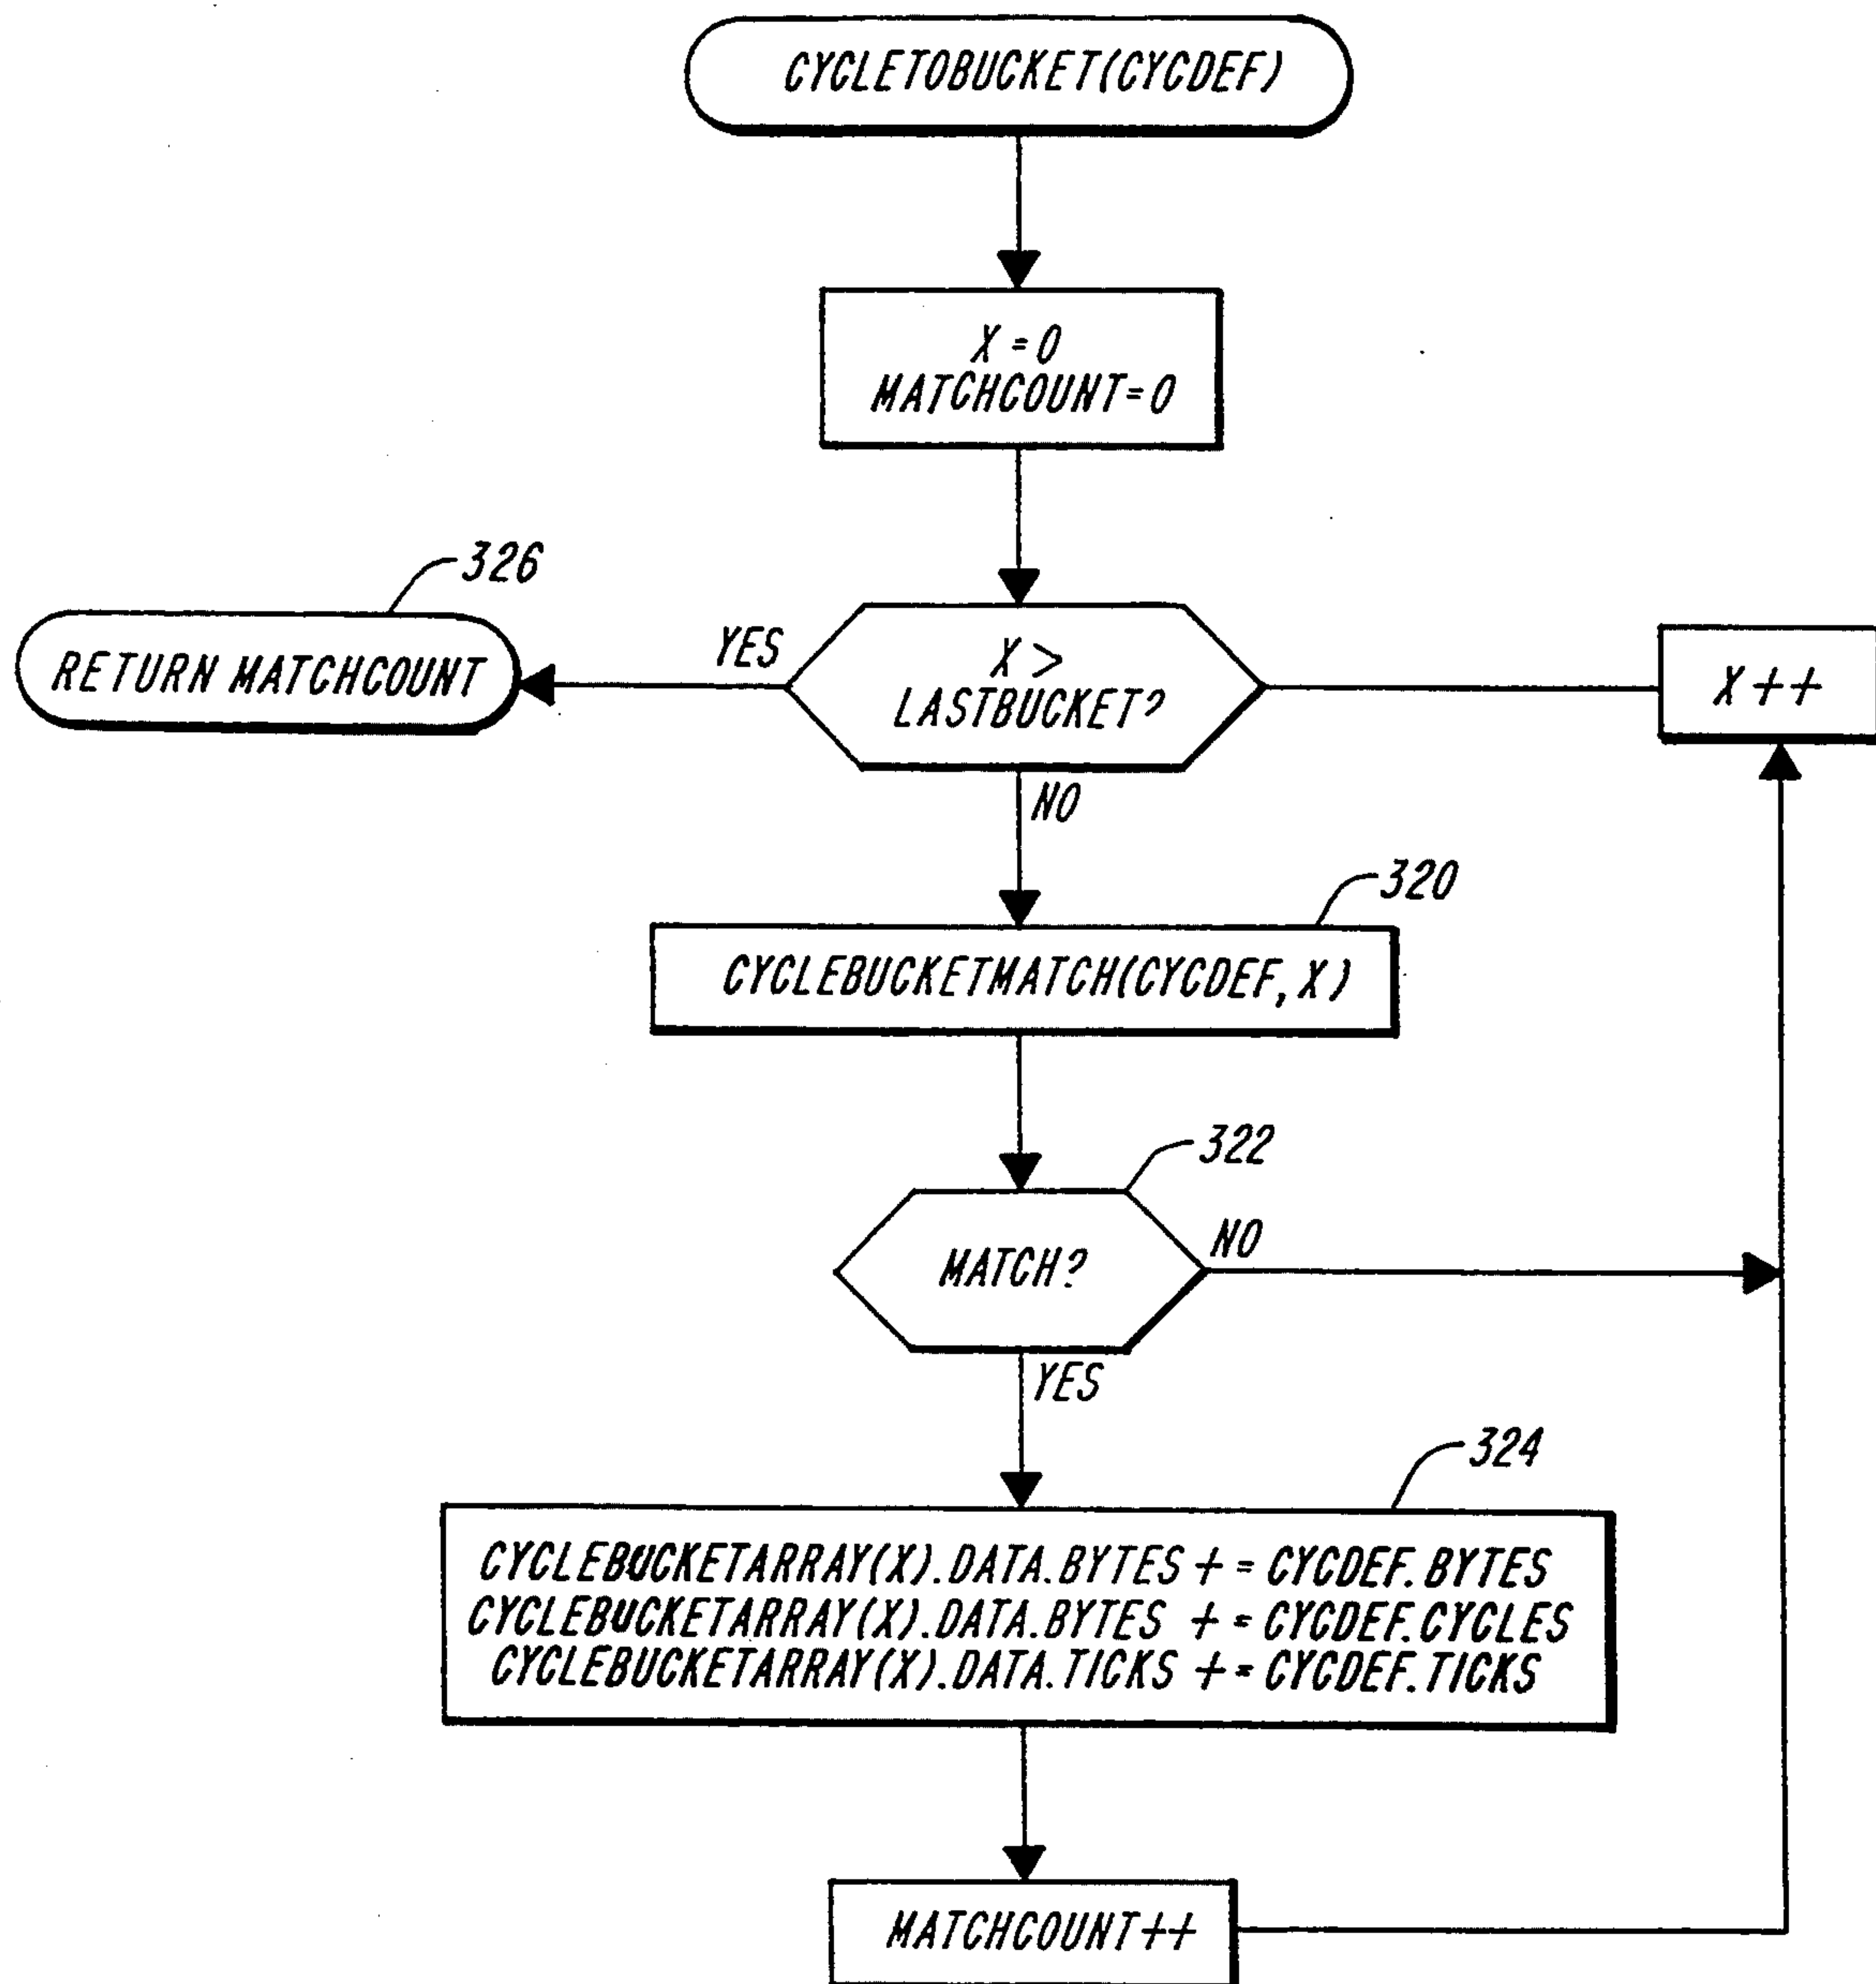 CYCLETOBUCKET(CYCDEF)
X = 0
MATCHCOUNT=0
326
RETURN MATCHCOUNT
YES
X >
LASTBUCKET?
X++
NO
320
CYCLEBUCKETMATCH(CYCDEF, X)
322
MATCH?
NO
YES
324
CYCLEBUCKETARRAY(X).DATA.BYTES += CYCDEF.BYTES
CYCLEBUCKETARRAY(X).DATA.BYTES += CYCDEF.CYCLES
CYCLEBUCKETARRAY(X).DATA.TICKS += CYCDEF.TICKS
MATCHCOUNT++